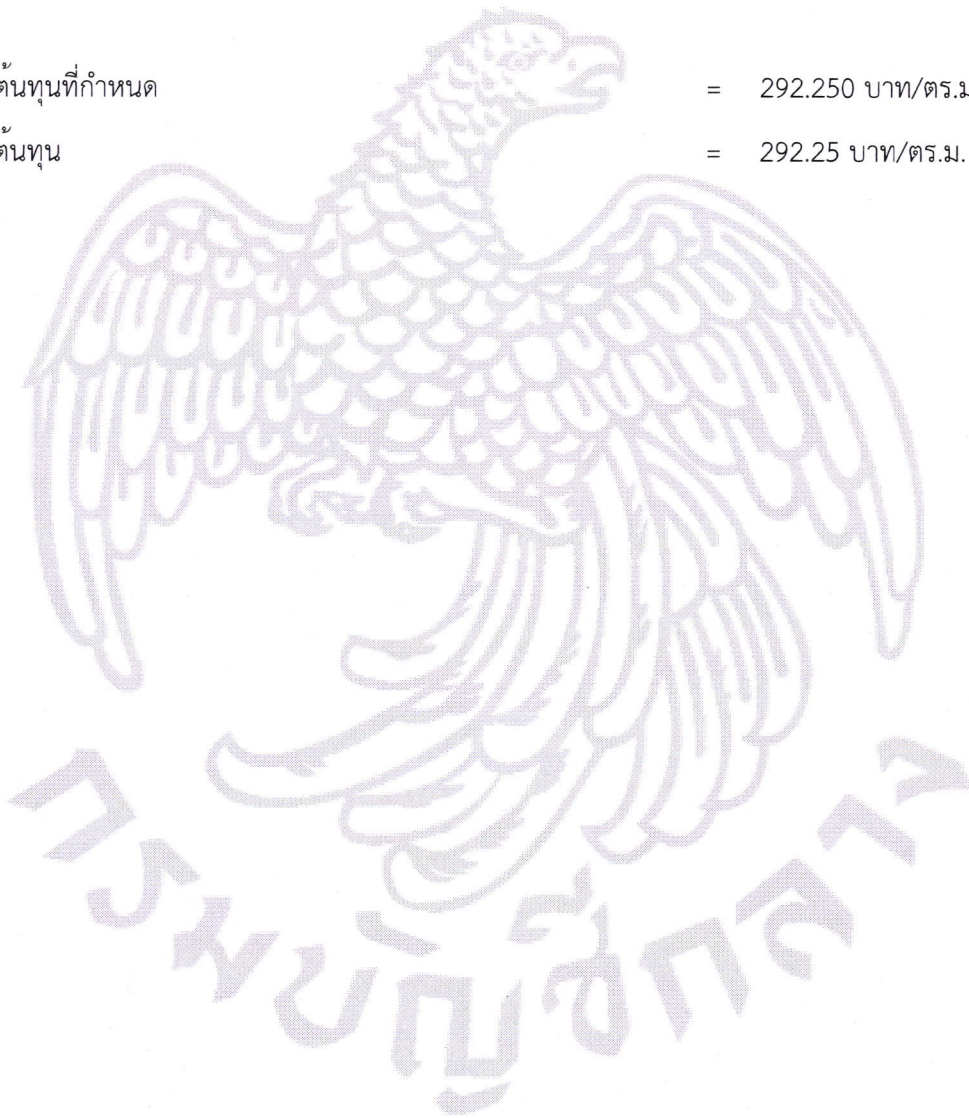 ต้นทุนที่กำหนด = 292.250 บาท/ตร.ม
ต้นทุน = 292.25 บาท/ตร.ม.
กรมบัญชีกลาง